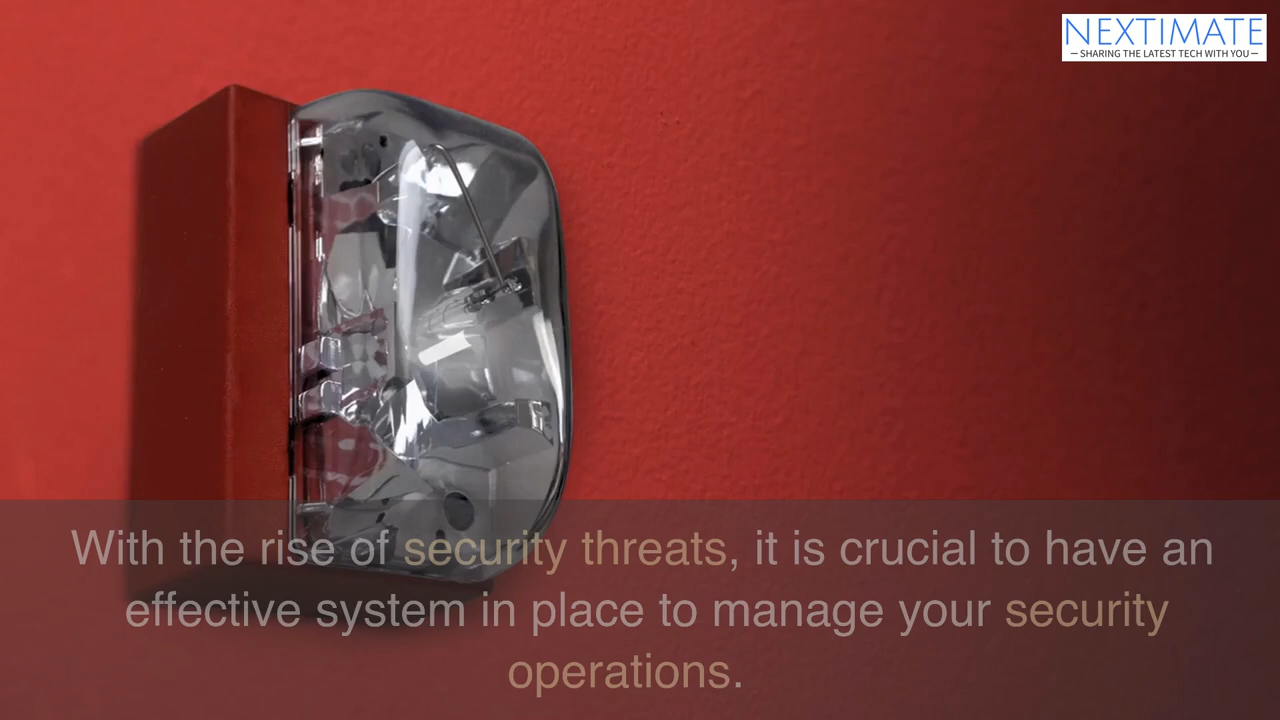 NEXTIMATE
— SHARING THE LATEST TECH WITH YOU —
With the rise of security threats, it is crucial to have an
effective system in place to manage your security
operations.